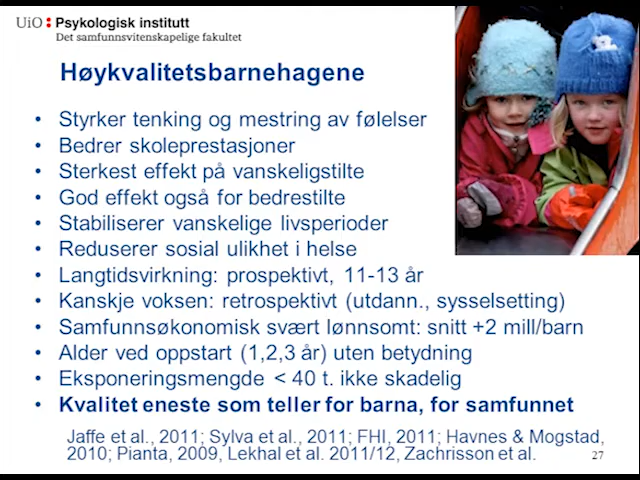 UiO : Psykologisk institutt
Det samfunnsvitenskapelige fakultet
Høykvalitetsbarnehagene
• Styrker tenking og mestring av følelser
• Bedrer skoleprestasjoner
• Sterkest effekt på vanskeligstilte
• God effekt også for bedrestilte
• Stabiliserer vanskelige livsperioder
• Reduserer sosial ulikhet i helse
• Langtidsvirkning: prospektivt, 11-13 år
• Kanskje voksen: retrospektivt (utdann., sysselsetting)
• Samfunnsøkonomisk svært lønnsomt: snitt +2 mill/barn
• Alder ved oppstart (1,2,3 år) uten betydning
• Eksponeringsmengde < 40 t. ikke skadelig
• Kvalitet eneste som teller for barna, for samfunnet
Jaffe et al., 2011; Sylva et al., 2011; FHI, 2011; Havnes & Mogstad,
2010; Pianta, 2009, Lekhal et al. 2011/12, Zachrisson et al.
27